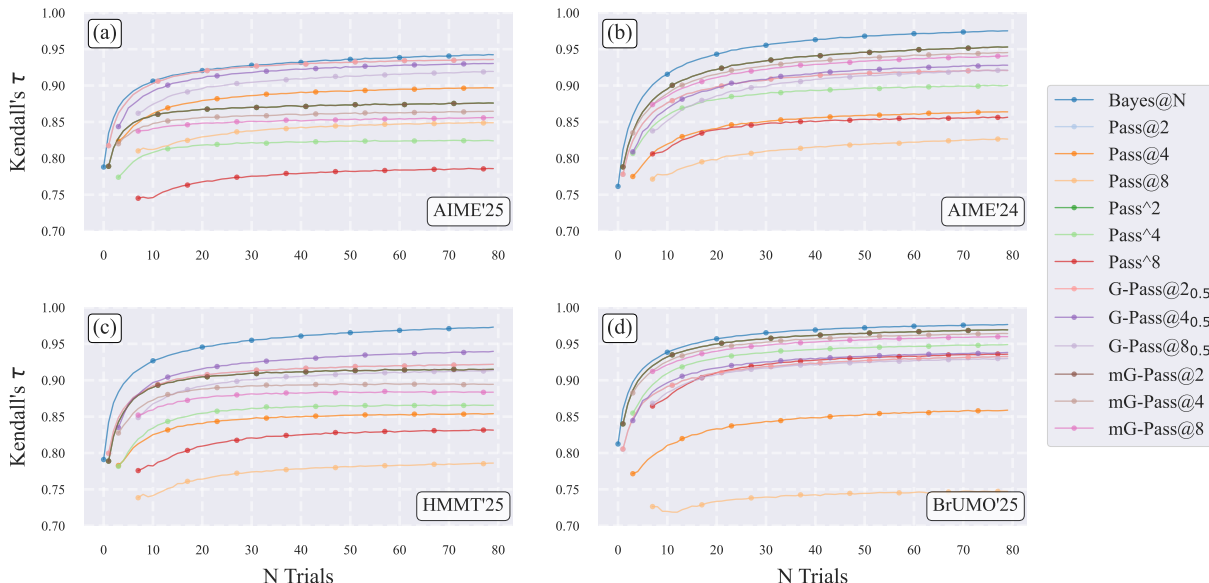 (a)
1.00
0.95
0.90
0.85
0.80
0.75
0.70
Kendall's τ
0 10 20 30 40 50 60 70 80
AIME'25
(b)
1.00
0.95
0.90
0.85
0.80
0.75
0.70
0 10 20 30 40 50 60 70 80
AIME'24
(c)
1.00
0.95
0.90
0.85
0.80
0.75
0.70
Kendall's τ
0 10 20 30 40 50 60 70 80
N Trials
HMMT'25
(d)
1.00
0.95
0.90
0.85
0.80
0.75
0.70
0 10 20 30 40 50 60 70 80
N Trials
BrUMO'25
Bayes@N
Pass@2
Pass@4
Pass@8
Pass^2
Pass^4
Pass^8
G-Pass@2₀.₅
G-Pass@4₀.₅
G-Pass@8₀.₅
mG-Pass@2
mG-Pass@4
mG-Pass@8